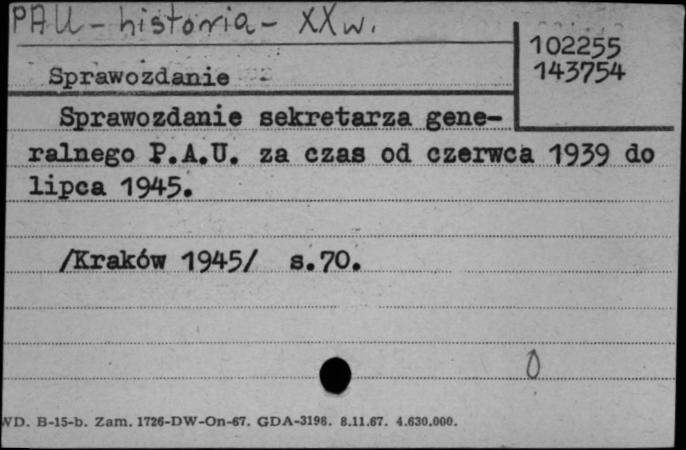 PAU - historia - XX w.
102255
143754
Sprawozdanie
Sprawozdanie sekretarza gene-
ralnego P.A.U. za czas od czerwca 1939 do
lipca 1945.
/Kraków 1945/ s.70.
0
WD. B-15-b. Zam. 1726-DW-On-67. GDA-3198. 8.11.67. 4.630.000.